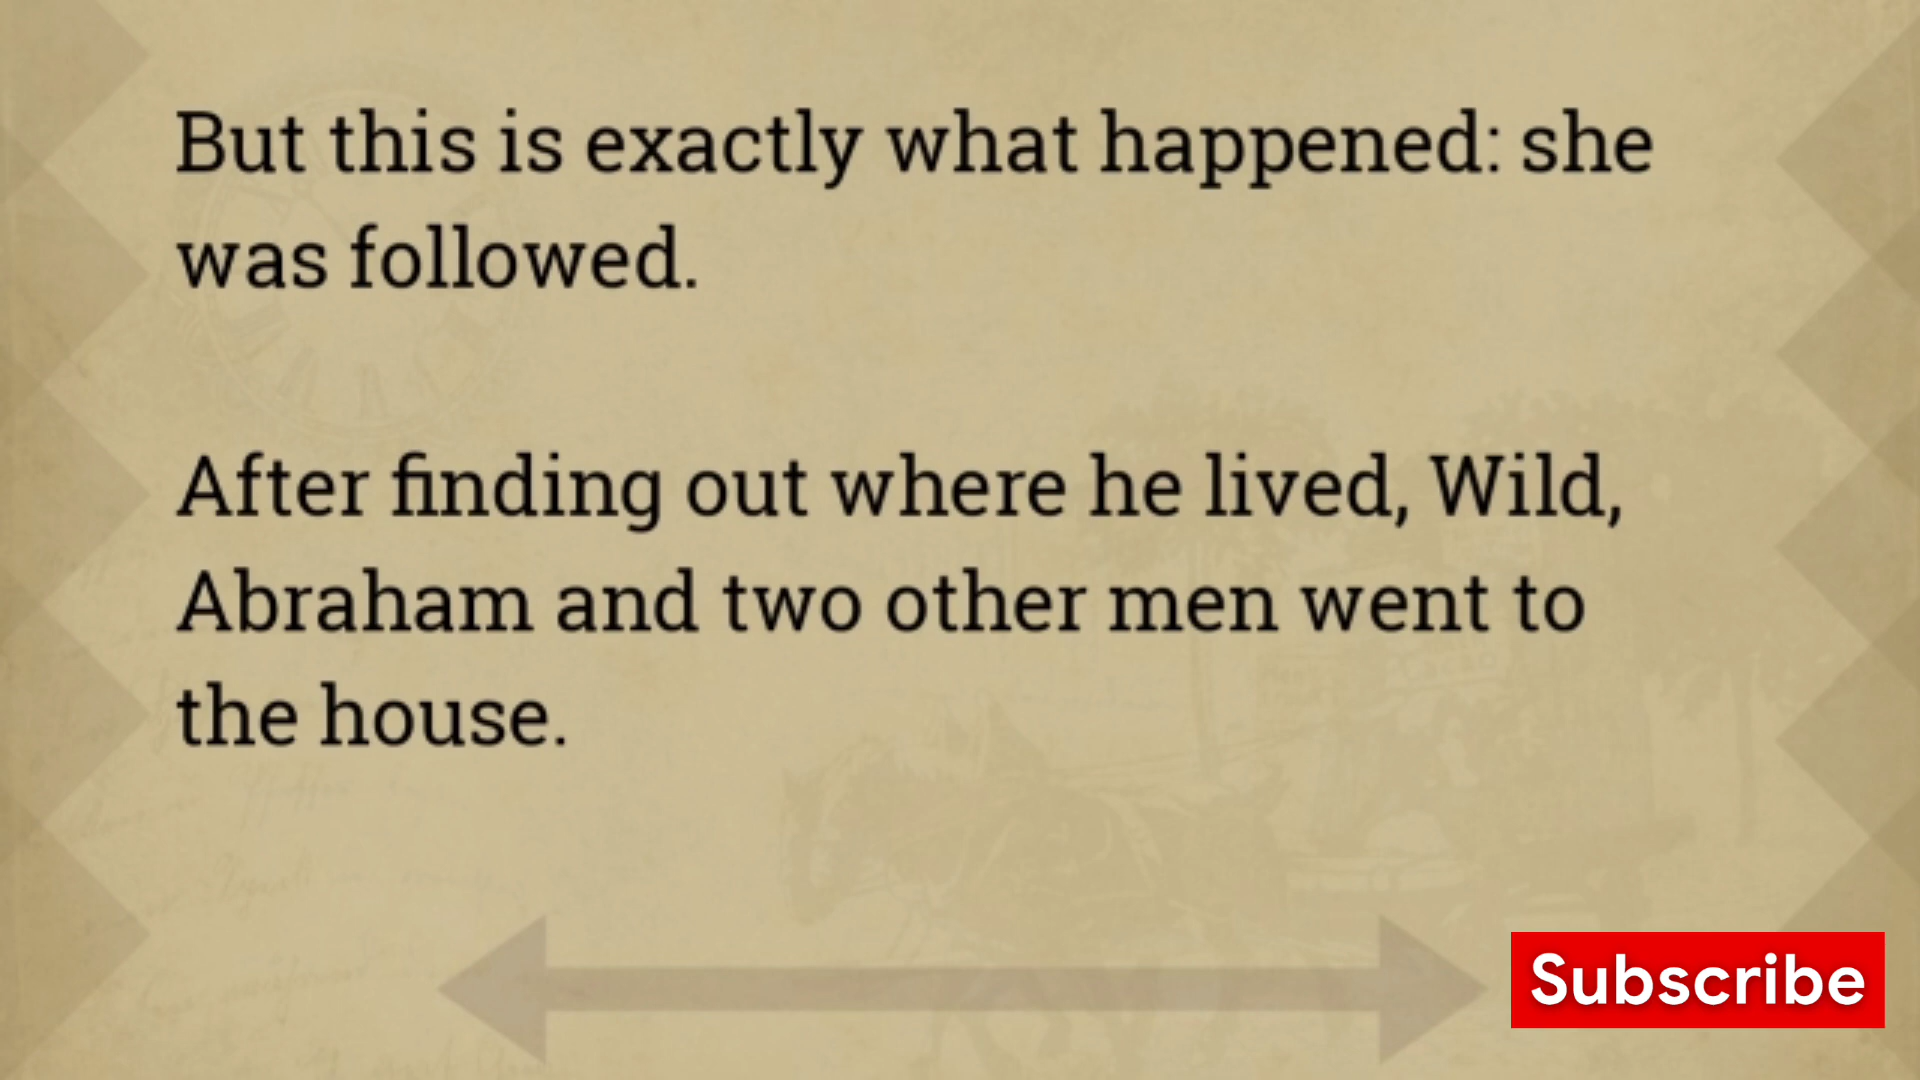 But this is exactly what happened: she
was followed.
After finding out where he lived, Wild,
Abraham and two other men went to
the house.
Subscribe